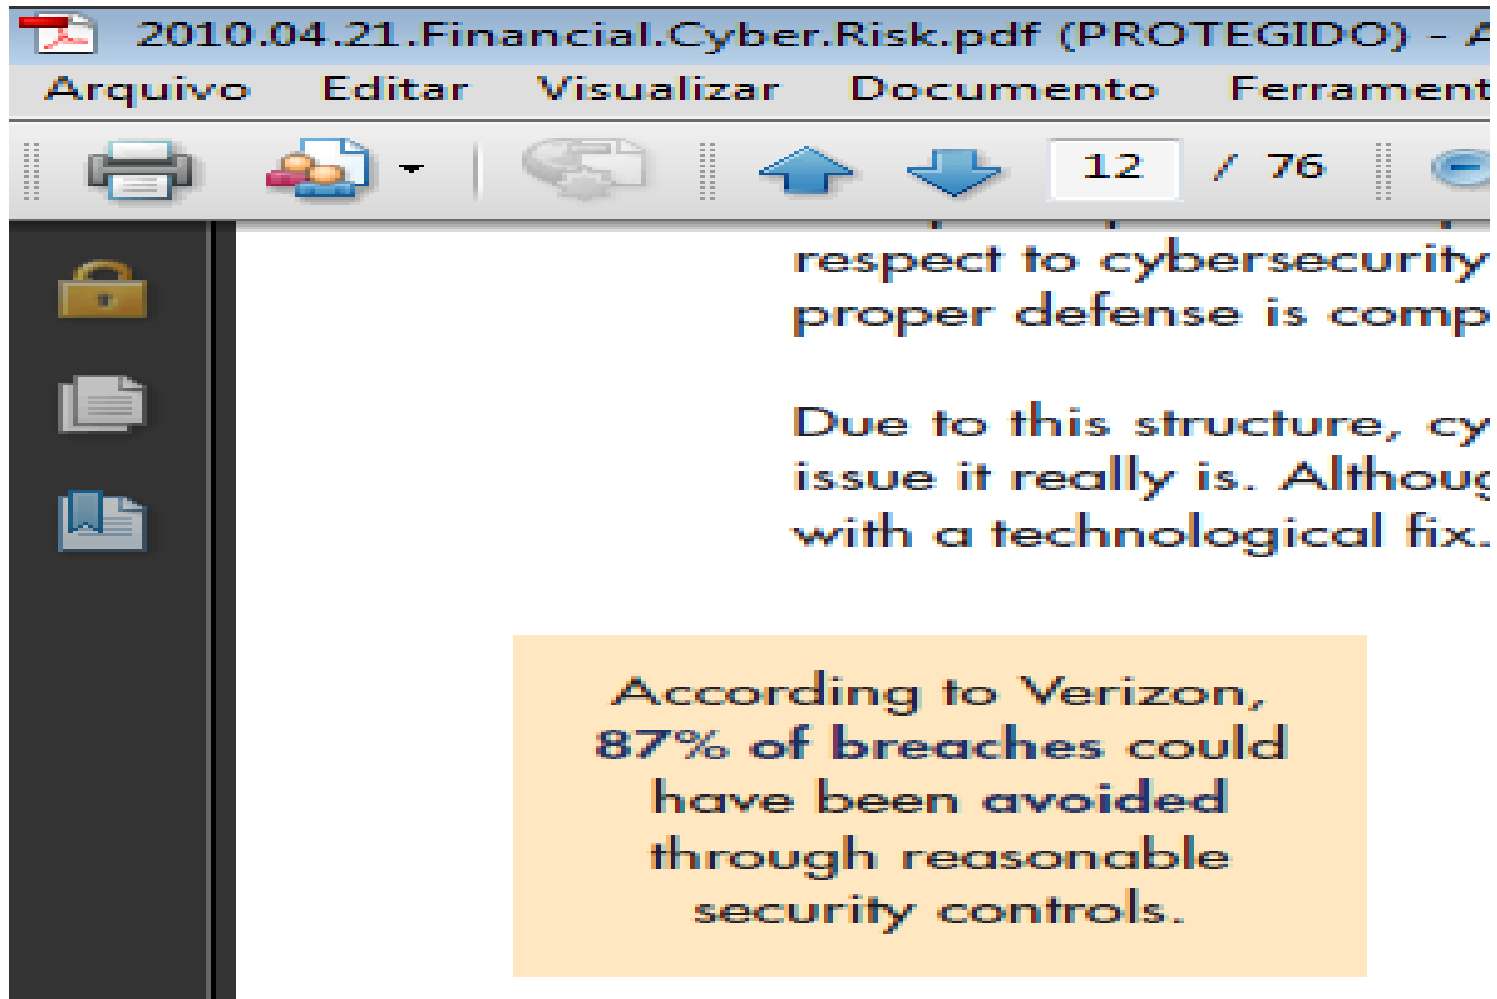 2010.04.21.Financial.Cyber.Risk.pdf (PROTEGIDO) - A
Arquivo Editar Visualizar Documento Ferrament
12 / 76
respect to cybersecurity
proper defense is comp
Due to this structure, cy
issue it really is. Althoug
with a technological fix.
According to Verizon,
87% of breaches could
have been avoided
through reasonable
security controls.